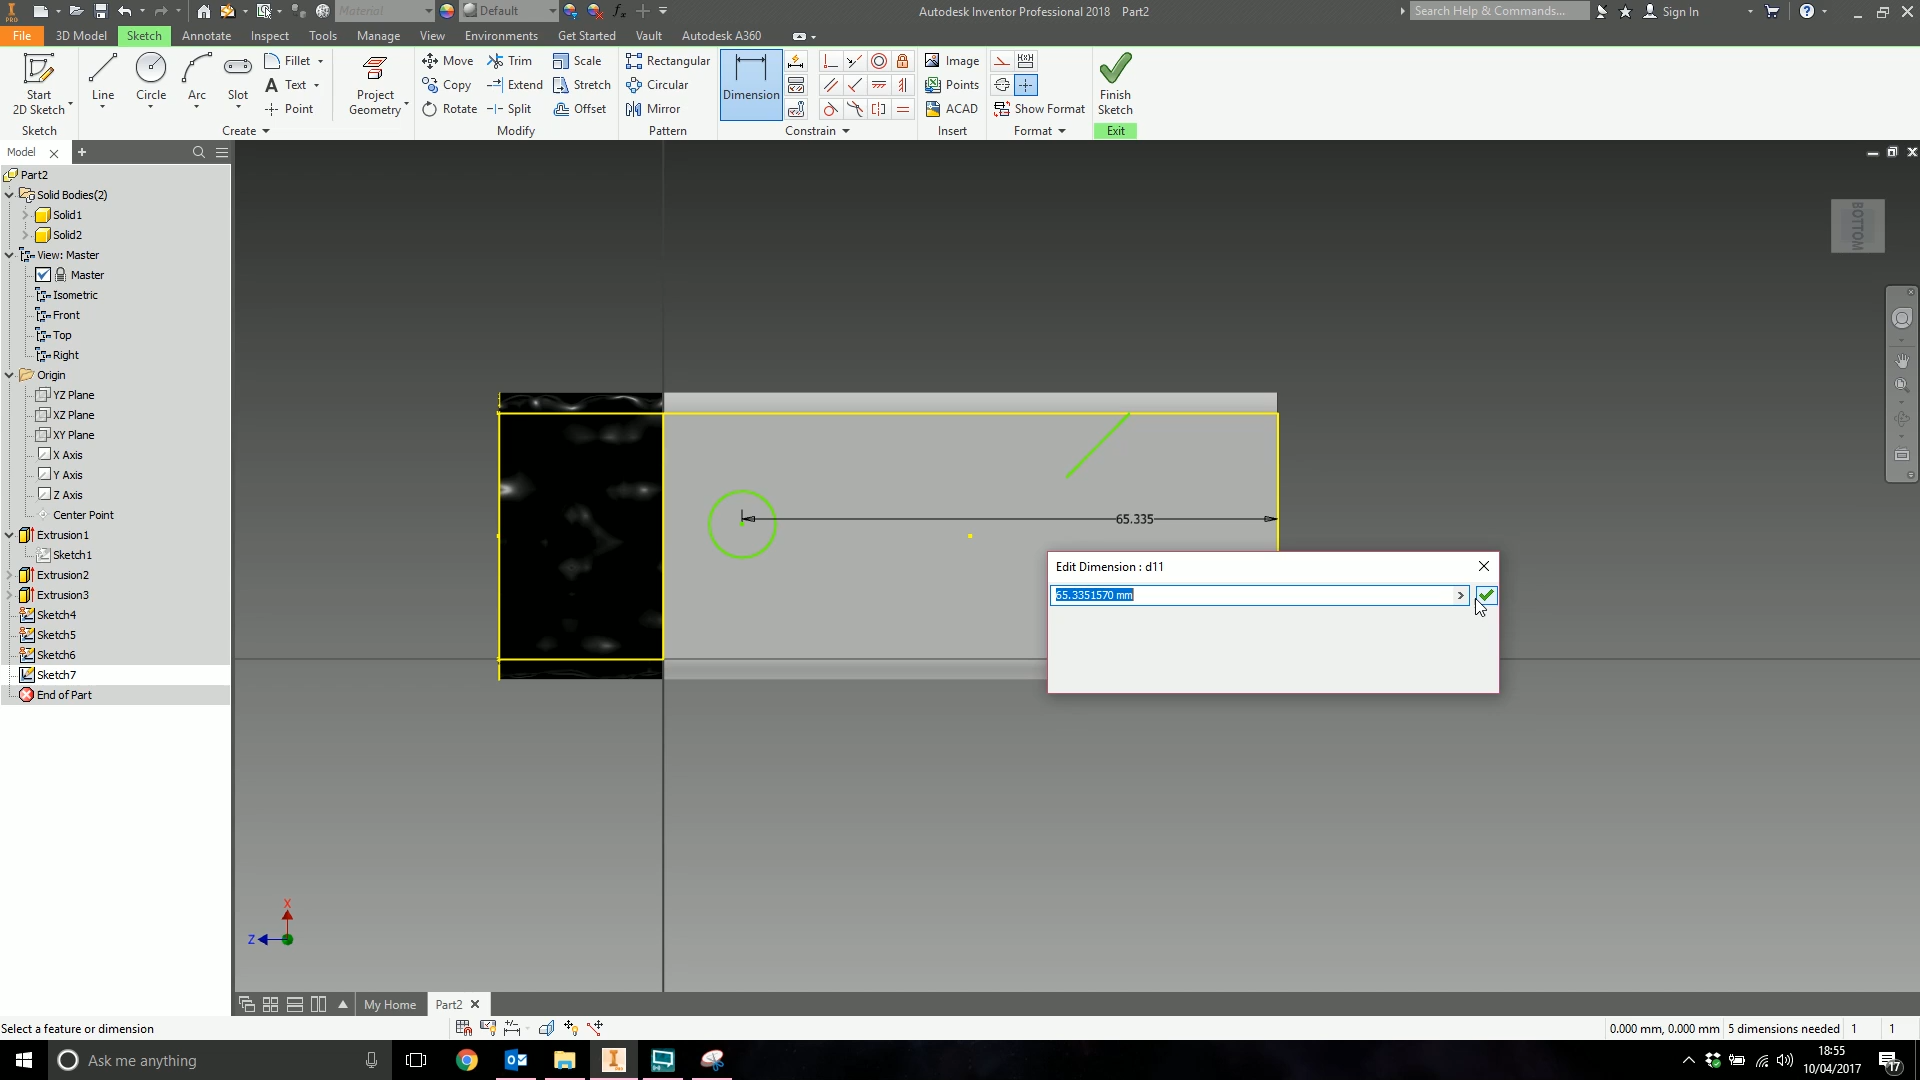 Material
Default
Autodesk Inventor Professional 2018 Part2
Search Help & Commands...
Sign In
File 3D Model Sketch Annotate Inspect Tools Manage View Environments Get Started Vault Autodesk A360
Start
2D Sketch
Sketch
Line
Circle
Arc
Slot
Fillet
Text
Point
Create
Project
Geometry
Move Trim Scale
Copy Extend Stretch
Rotate Split Offset
Modify
Rectangular
Circular
Mirror
Pattern
Dimension
Constrain
Image
Points
ACAD
Insert
Show Format
Format
Finish
Sketch
Exit
Model
Part2
Solid Bodies(2)
Solid1
Solid2
View: Master
Master
Isometric
Front
Top
Right
Origin
YZ Plane
XZ Plane
XY Plane
X Axis
Y Axis
Z Axis
Center Point
Extrusion1
Sketch1
Extrusion2
Extrusion3
Sketch4
Sketch5
Sketch6
Sketch7
End of Part
BOTTOM
65.335
Edit Dimension : d11
65.3351570 mm
X
Z
My Home Part2
Select a feature or dimension
0.000 mm, 0.000 mm 5 dimensions needed 1 1
Ask me anything
18:55
10/04/2017
17